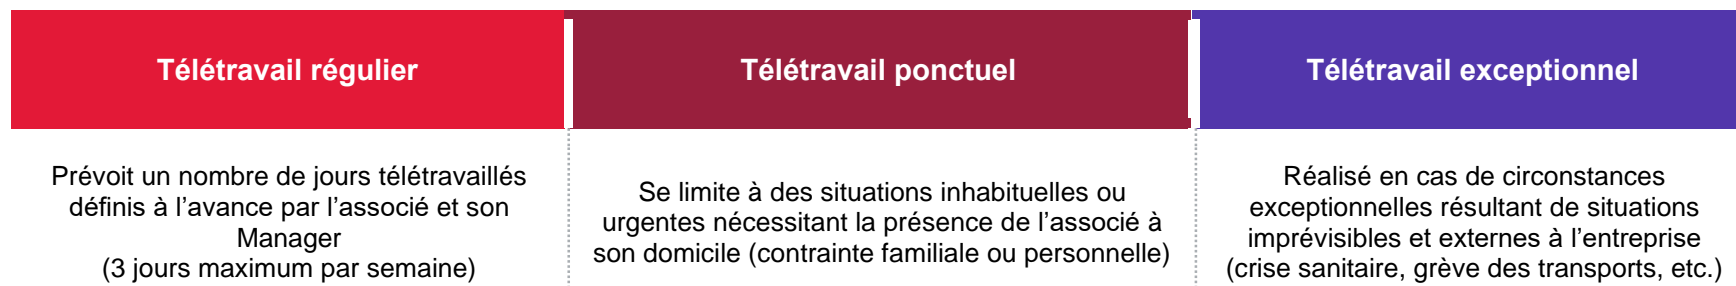 Télétravail régulier
Prévoit un nombre de jours télétravaillés
définis à l’avance par l’associé et son
Manager
(3 jours maximum par semaine)
Télétravail ponctuel
Se limite à des situations inhabituelles ou
urgentes nécessitant la présence de l’associé à
son domicile (contrainte familiale ou personnelle)
Télétravail exceptionnel
Réalisé en cas de circonstances
exceptionnelles résultant de situations
imprévisibles et externes à l’entreprise
(crise sanitaire, grève des transports, etc.)